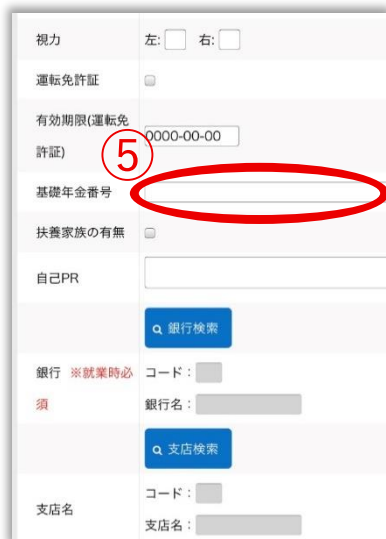 視力 左: 右:
運転免許証
有効期限(運転免
許証)
0000-00-00
⑤
基礎年金番号
扶養家族の有無
自己PR
銀行検索
銀行 ※就業時必
須
コード：
銀行名：
支店検索
支店名
コード：
支店名：